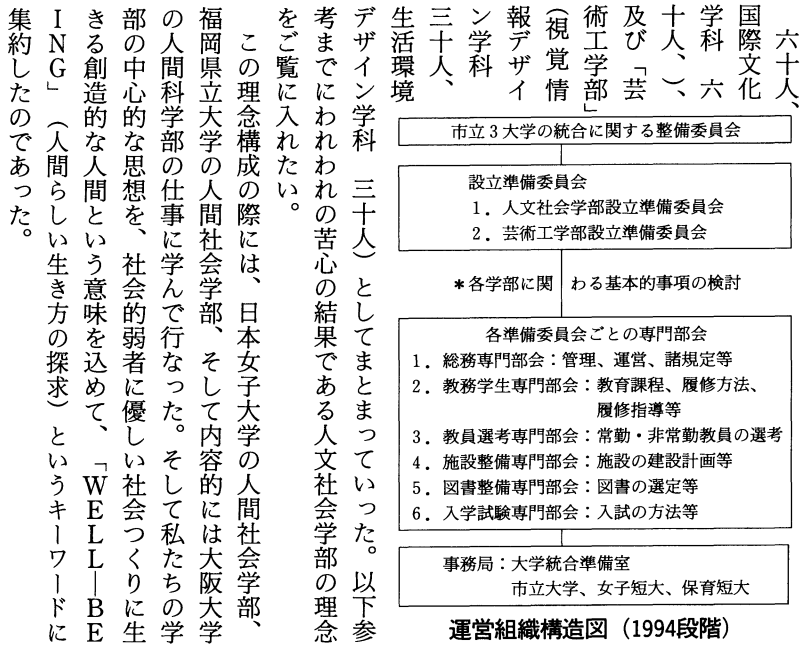 六十人、
国際文化
学科 六
十人、）、
及び「芸
術工学部」
（視覚情
報デザイ
ン学科
三十人、
生活環境
デザイン学科 三十人）としてまとまっていった。以下参
考までにわれわれの苦心の結果である人文社会学部の理念
をご覧に入れたい。
この理念構成の際には、日本女子大学の人間社会学部、
福岡県立大学の人間社会学部、そして内容的には大阪大学
の人間科学部の仕事に学んで行なった。そして私たちの学
部の中心的な思想を、社会的弱者に優しい社会つくりに生
きる創造的な人間という意味を込めて、「WELL―BE
ING」（人間らしい生き方の探求）というキーワードに
集約したのであった。
市立3大学の統合に関する整備委員会
設立準備委員会
1．人文社会学部設立準備委員会
2．芸術工学部設立準備委員会
＊各学部に関わる基本的事項の検討
各準備委員会ごとの専門部会
1．総務専門部会：管理、運営、諸規定等
2．教務学生専門部会：教育課程、履修方法、
履修指導等
3．教員選考専門部会：常勤・非常勤教員の選考
4．施設整備専門部会：施設の建設計画等
5．図書整備専門部会：図書の選定等
6．入学試験専門部会：入試の方法等
事務局：大学統合準備室
市立大学、女子短大、保育短大
運営組織構造図（1994段階）